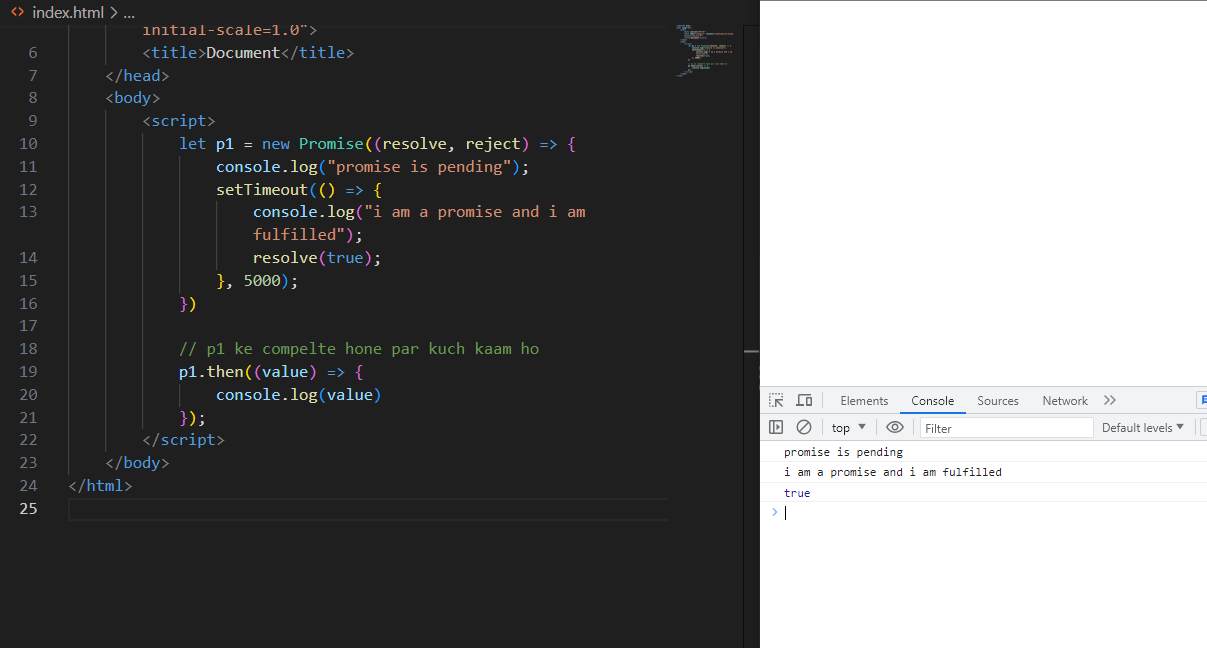 index.html > ...
initial-scale=1.0">
6 <title>Document</title>
7 </head>
8 <body>
9 <script>
10 let p1 = new Promise((resolve, reject) => {
11 console.log("promise is pending");
12 setTimeout(() => {
13 console.log("i am a promise and i am
fulfilled");
14 resolve(true);
15 }, 5000);
16 })
17
18 // p1 ke compelte hone par kuch kaam ho
19 p1.then((value) => {
20 console.log(value)
21 });
22 </script>
23 </body>
24 </html>
25
Elements Console Sources Network
top Filter Default levels
promise is pending
i am a promise and i am fulfilled
true
>